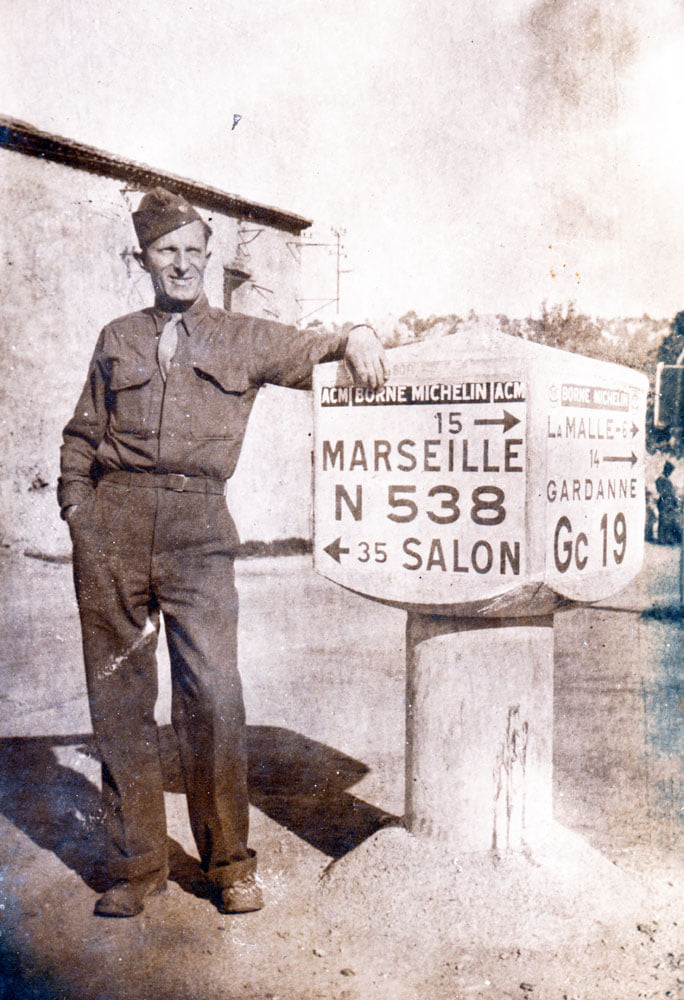 ACM BORNE MICHELIN ACM
15 →
MARSEILLE
N 538
← 35 SALON
BORNE MICHELIN
LA MALLE-6 →
14 →
GARDANNE
Gc 19